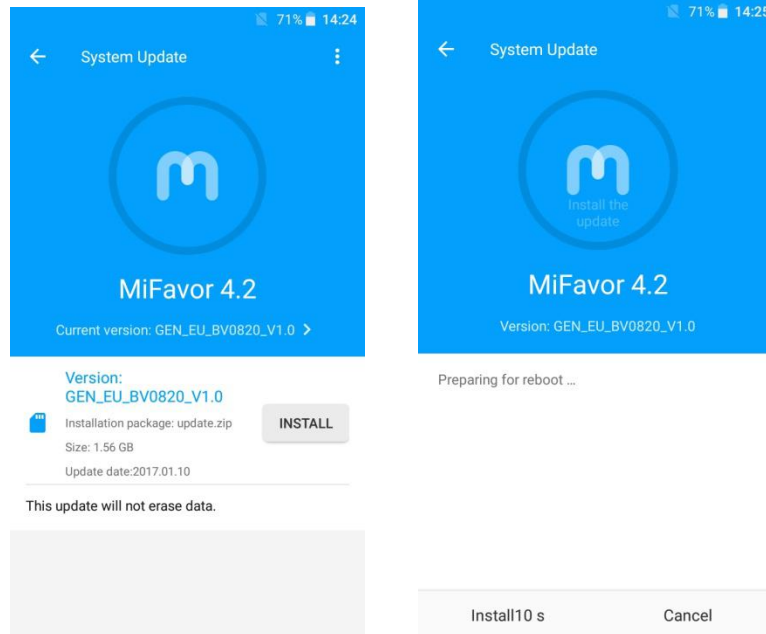 71% 14:24
System Update
MiFavor 4.2
Current version: GEN_EU_BV0820_V1.0 >
Version:
GEN_EU_BV0820_V1.0
Installation package: update.zip
INSTALL
Size: 1.56 GB
Update date:2017.01.10
This update will not erase data.
71% 14:25
System Update
Install the
update
MiFavor 4.2
Version: GEN_EU_BV0820_V1.0
Preparing for reboot ...
Install10 s
Cancel